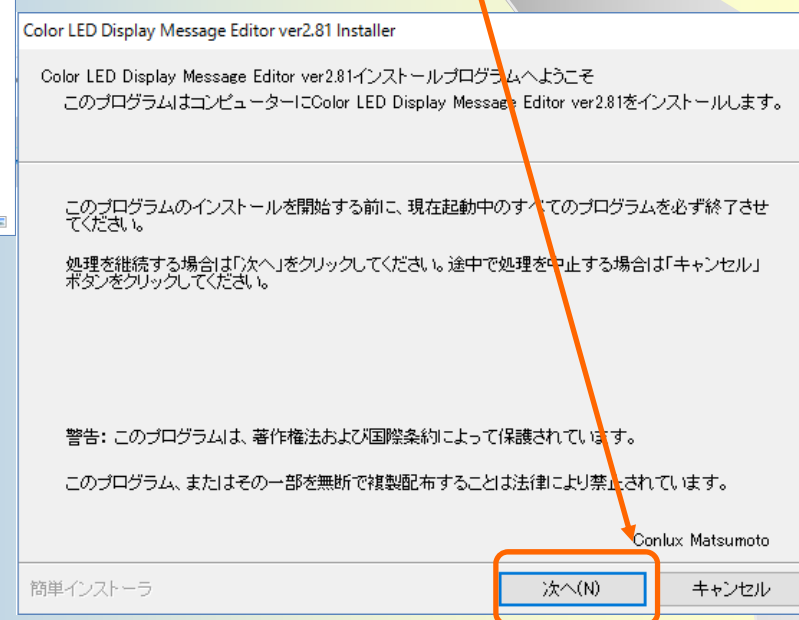 Color LED Display Message Editor ver2.81 Installer
Color LED Display Message Editor ver2.81インストールプログラムへようこそ
このプログラムはコンピューターにColor LED Display Message Editor ver2.81をインストールします。
このプログラムのインストールを開始する前に、現在起動中のすべてのプログラムを必ず終了させ
てください。
処理を継続する場合は「次へ」をクリックしてください。途中で処理を中止する場合は「キャンセル」
ボタンをクリックしてください。
警告: このプログラムは、著作権法および国際条約によって保護されています。
このプログラム、またはその一部を無断で複製配布することは法律により禁止されています。
Conlux Matsumoto
簡単インストーラ
次へ(N)
キャンセル